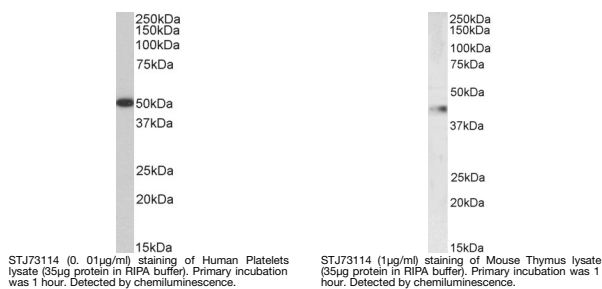 250kDa
150kDa
100kDa
75kDa
50kDa
37kDa
25kDa
20kDa
15kDa
STJ73114 (0. 01µg/ml) staining of Human Platelets
lysate (35µg protein in RIPA buffer). Primary incubation
was 1 hour. Detected by chemiluminescence.
250kDa
150kDa
100kDa
75kDa
50kDa
37kDa
25kDa
20kDa
15kDa
STJ73114 (1µg/ml) staining of Mouse Thymus lysate
(35µg protein in RIPA buffer). Primary incubation was 1
hour. Detected by chemiluminescence.